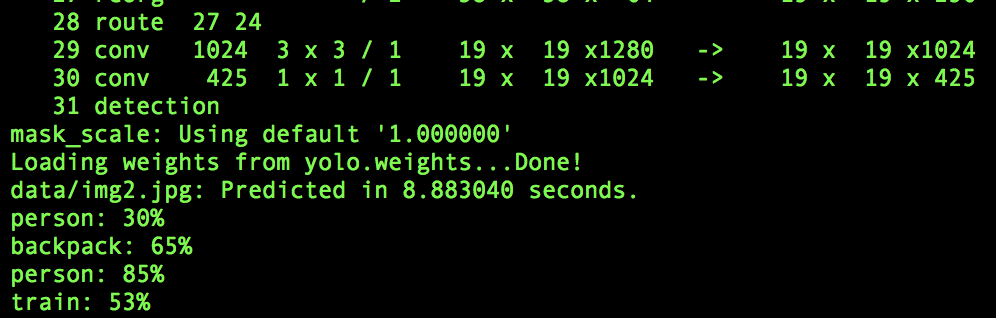 28 route  27 24
29 conv   1024  3 x 3 / 1    19 x  19 x1280   ->    19 x  19 x1024
30 conv    425  1 x 1 / 1    19 x  19 x1024   ->    19 x  19 x 425
31 detection
mask_scale: Using default '1.000000'
Loading weights from yolo.weights...Done!
data/img2.jpg: Predicted in 8.883040 seconds.
person: 30%
backpack: 65%
person: 85%
train: 53%